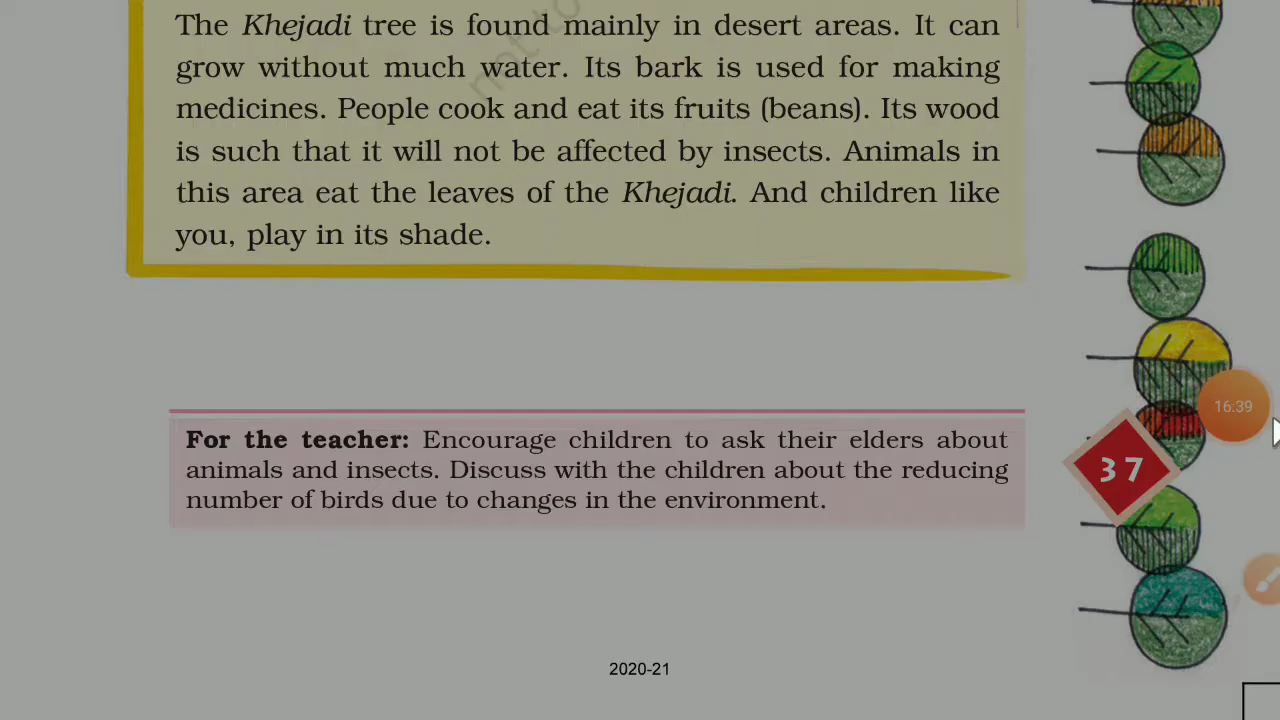 The Khejadi tree is found mainly in desert areas. It can
grow without much water. Its bark is used for making
medicines. People cook and eat its fruits (beans). Its wood
is such that it will not be affected by insects. Animals in
this area eat the leaves of the Khejadi. And children like
you, play in its shade.
16:39
For the teacher: Encourage children to ask their elders about
animals and insects. Discuss with the children about the reducing
number of birds due to changes in the environment.
37
2020-21